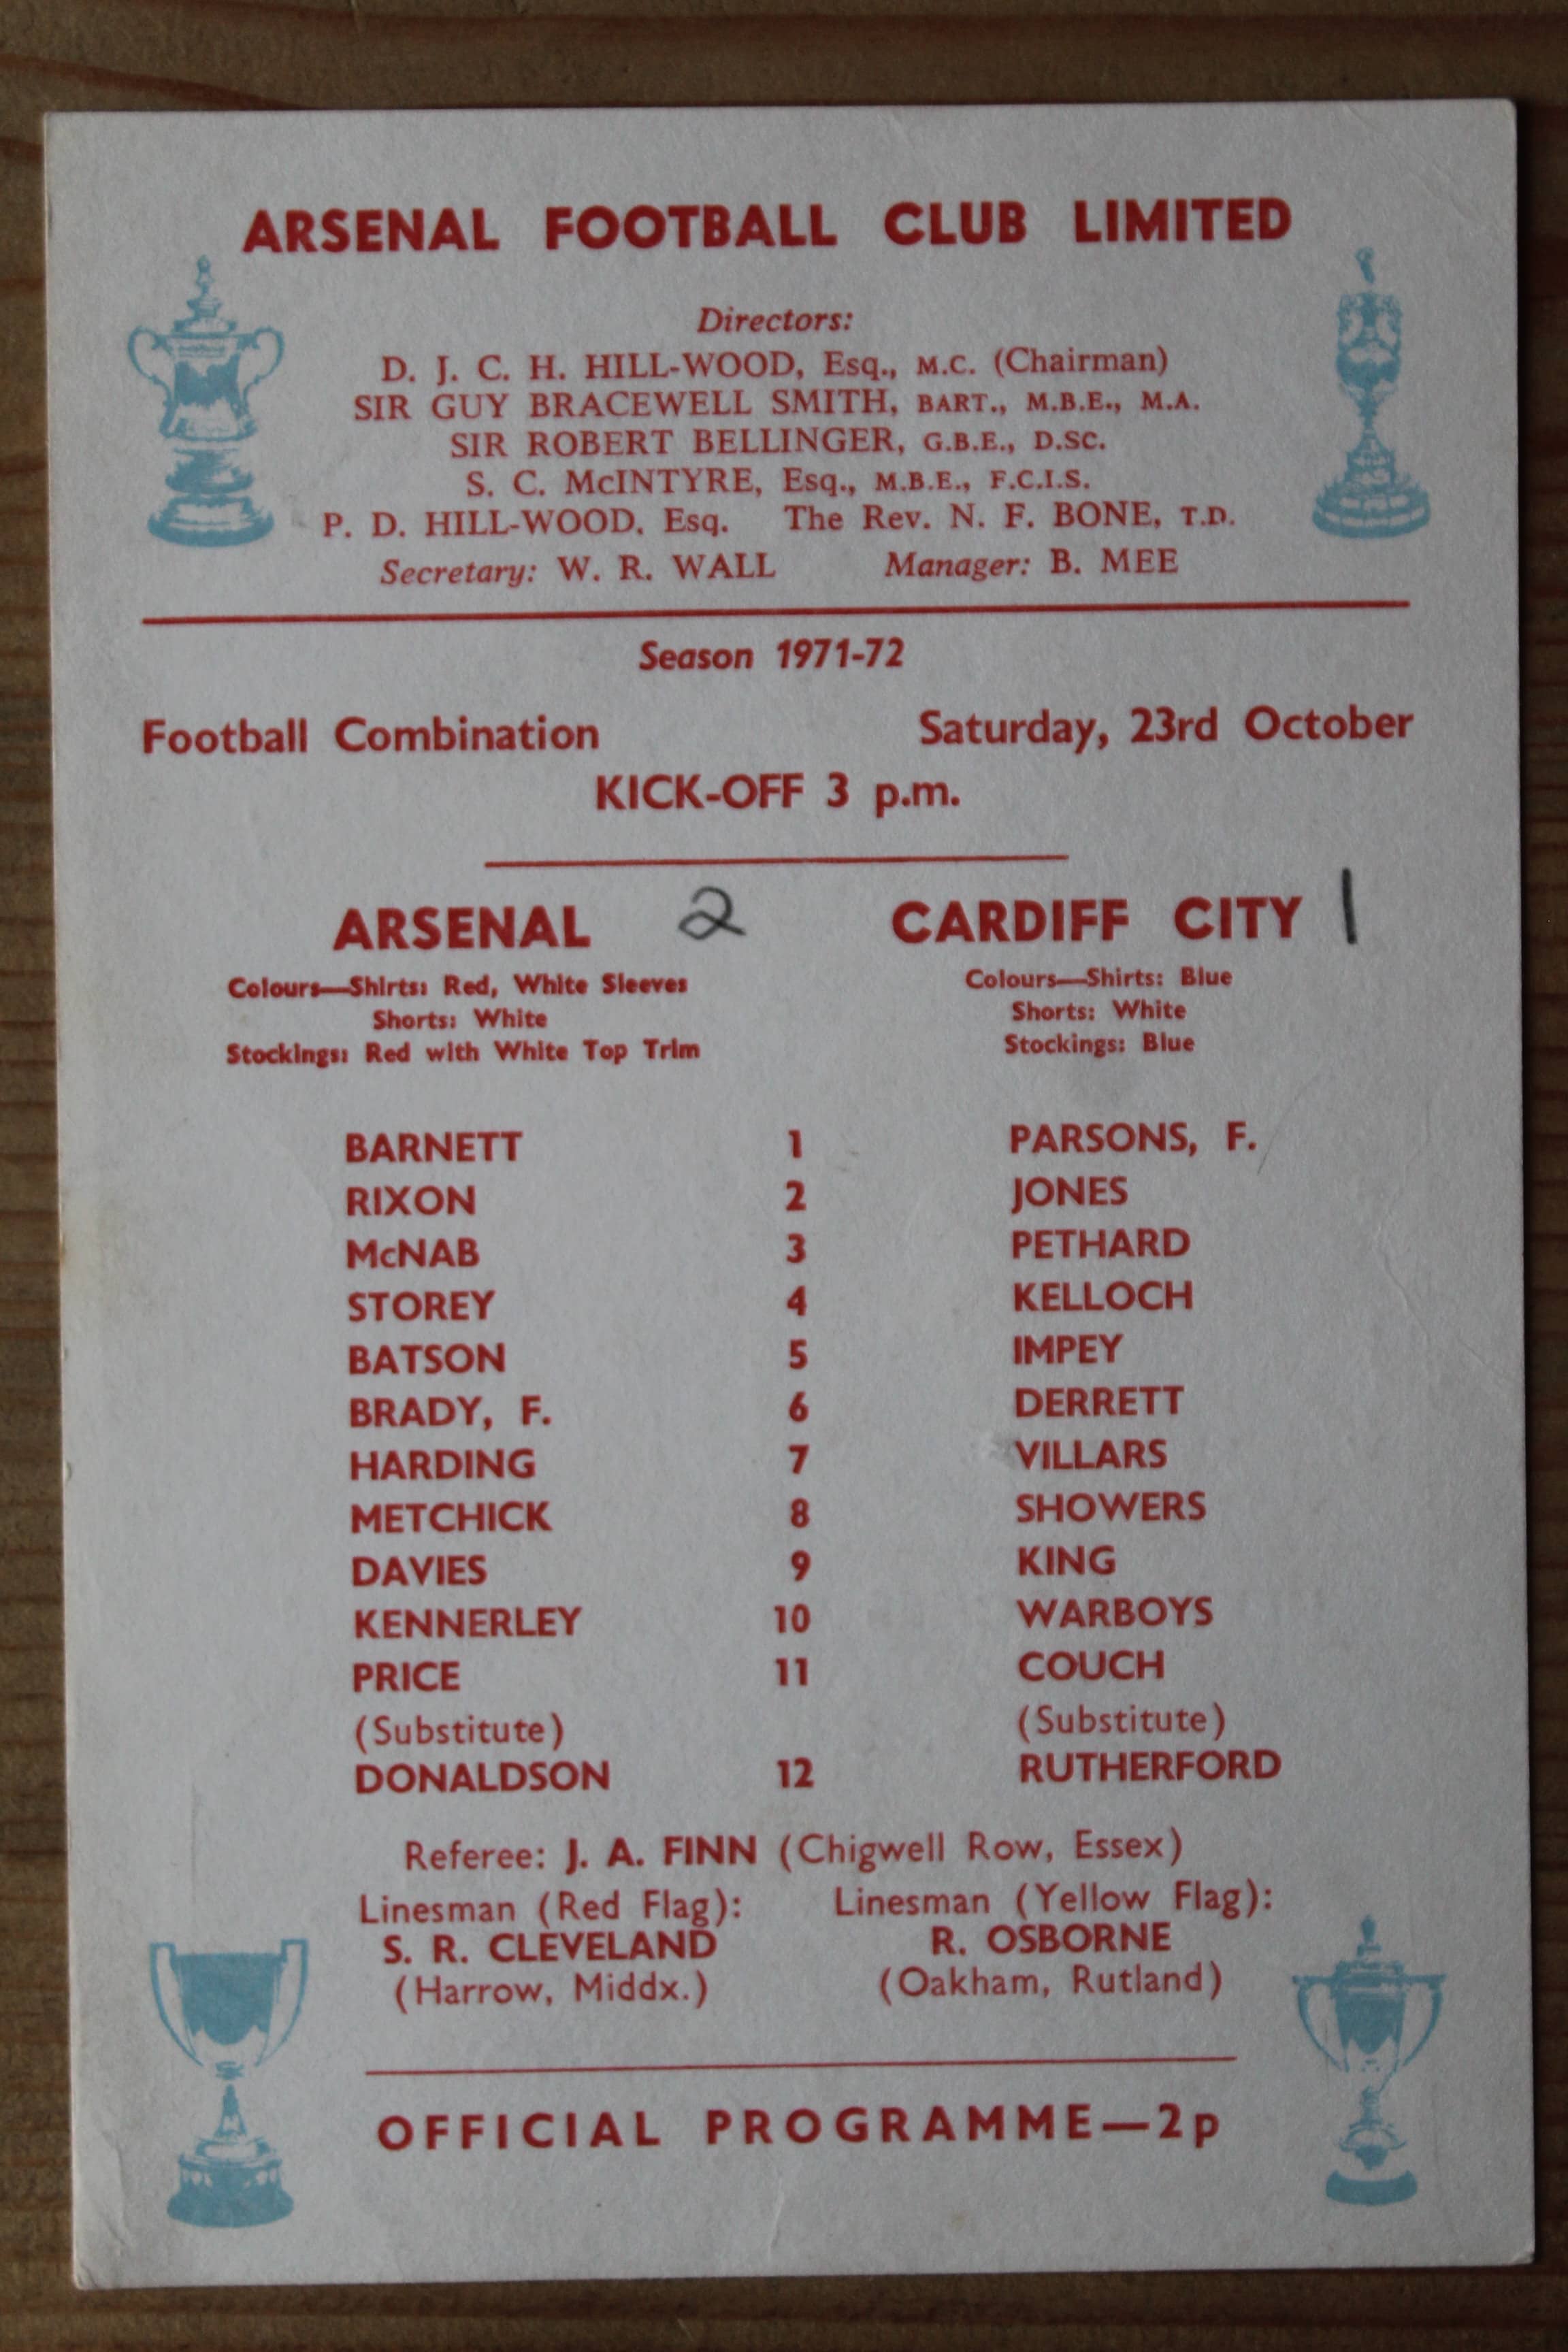 ARSENAL FOOTBALL CLUB LIMITED
Directors:
D. J. C. H. HILL-WOOD, Esq., M.C. (Chairman)
SIR GUY BRACEWELL SMITH, BART., M.B.E., M.A.
SIR ROBERT BELLINGER, G.B.E., D.SC.
S. C. McINTYRE, Esq., M.B.E., F.C.I.S.
P. D. HILL-WOOD. Esq. The Rev. N. F. BONE, T.D.
Secretary: W. R. WALL Manager: B. MEE
Season 1971-72
Football Combination Saturday, 23rd October
KICK-OFF 3 p.m.
ARSENAL 2 CARDIFF CITY 1
Colours—Shirts: Red, White Sleeves Colours—Shirts: Blue
Shorts: White Shorts: White
Stockings: Red with White Top Trim Stockings: Blue
BARNETT 1 PARSONS, F.
RIXON 2 JONES
McNAB 3 PETHARD
STOREY 4 KELLOCH
BATSON 5 IMPEY
BRADY, F. 6 DERRETT
HARDING 7 VILLARS
METCHICK 8 SHOWERS
DAVIES 9 KING
KENNERLEY 10 WARBOYS
PRICE 11 COUCH
(Substitute) (Substitute)
DONALDSON 12 RUTHERFORD
Referee: J. A. FINN (Chigwell Row, Essex)
Linesman (Red Flag): Linesman (Yellow Flag):
S. R. CLEVELAND R. OSBORNE
(Harrow, Middx.) (Oakham, Rutland)
OFFICIAL PROGRAMME—2p